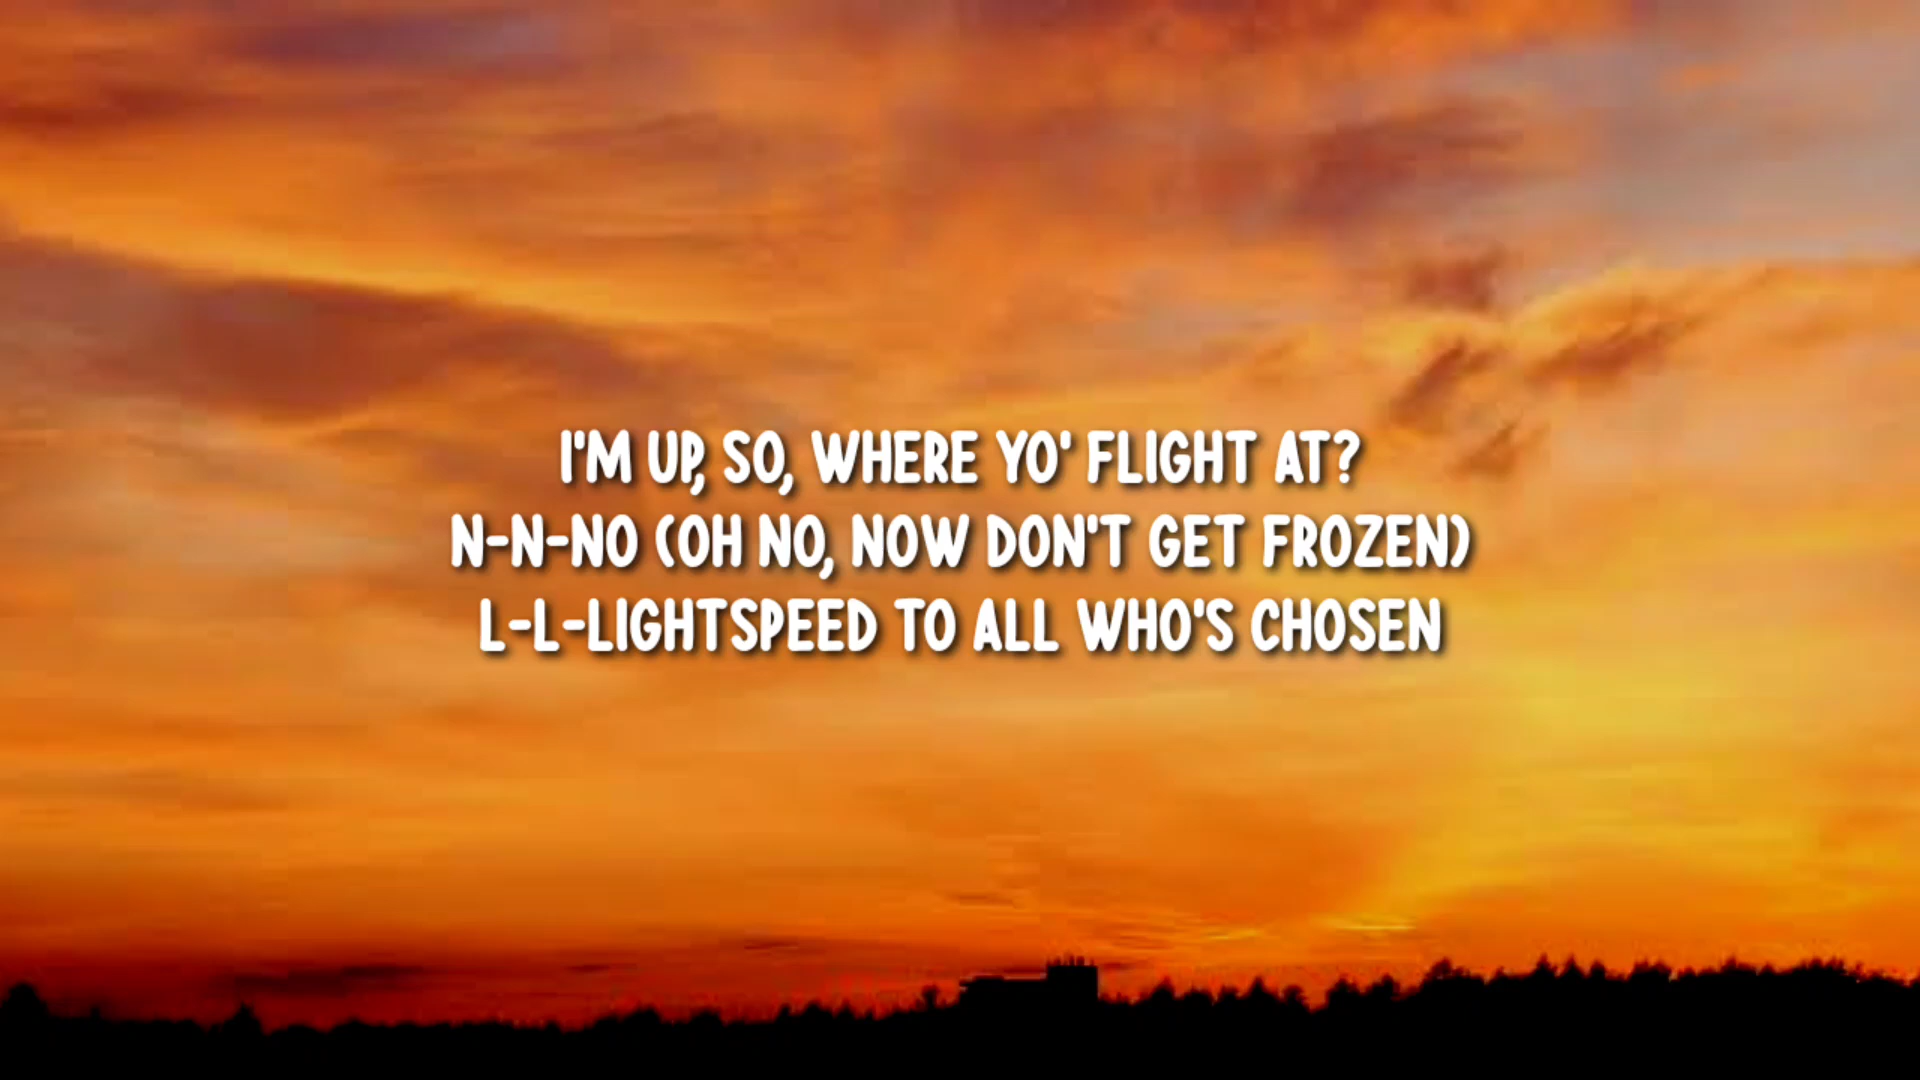 I'M UP, SO, WHERE YO' FLIGHT AT?
N-N-NO (OH NO, NOW DON'T GET FROZEN)
L-L-LIGHTSPEED TO ALL WHO'S CHOSEN